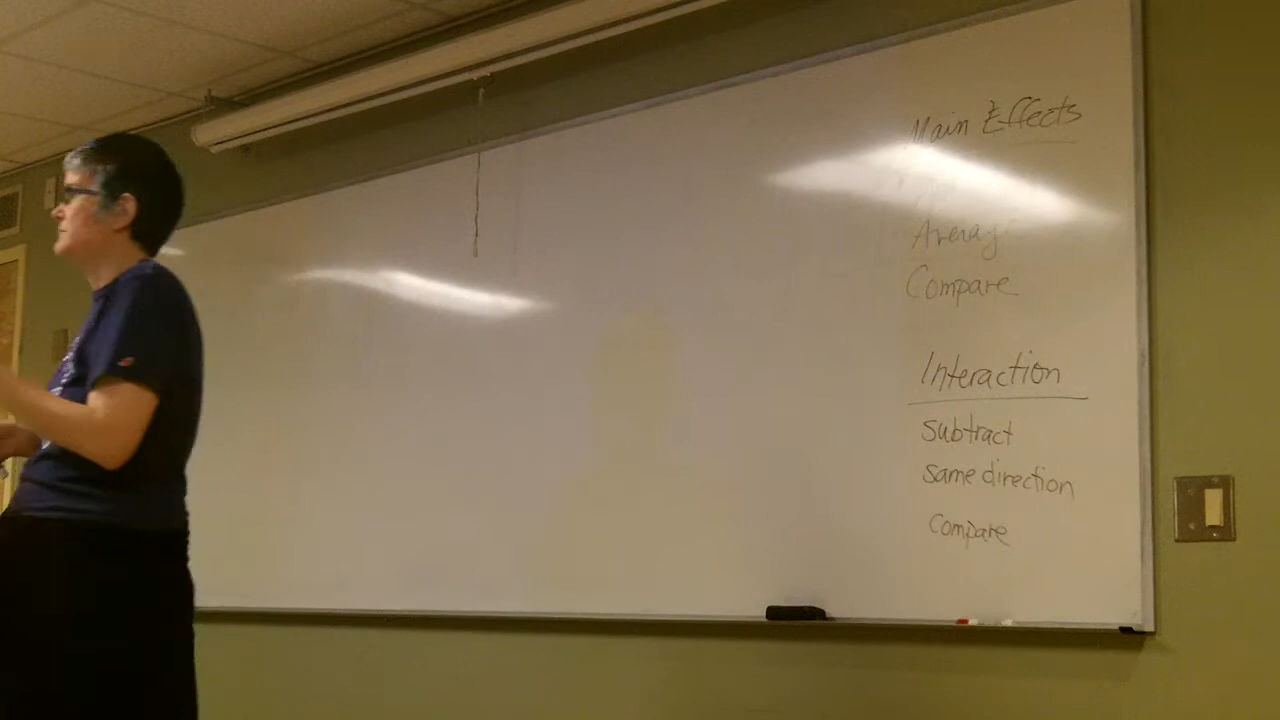 Main Effects
Average
Compare
Interaction
subtract
same direction
compare